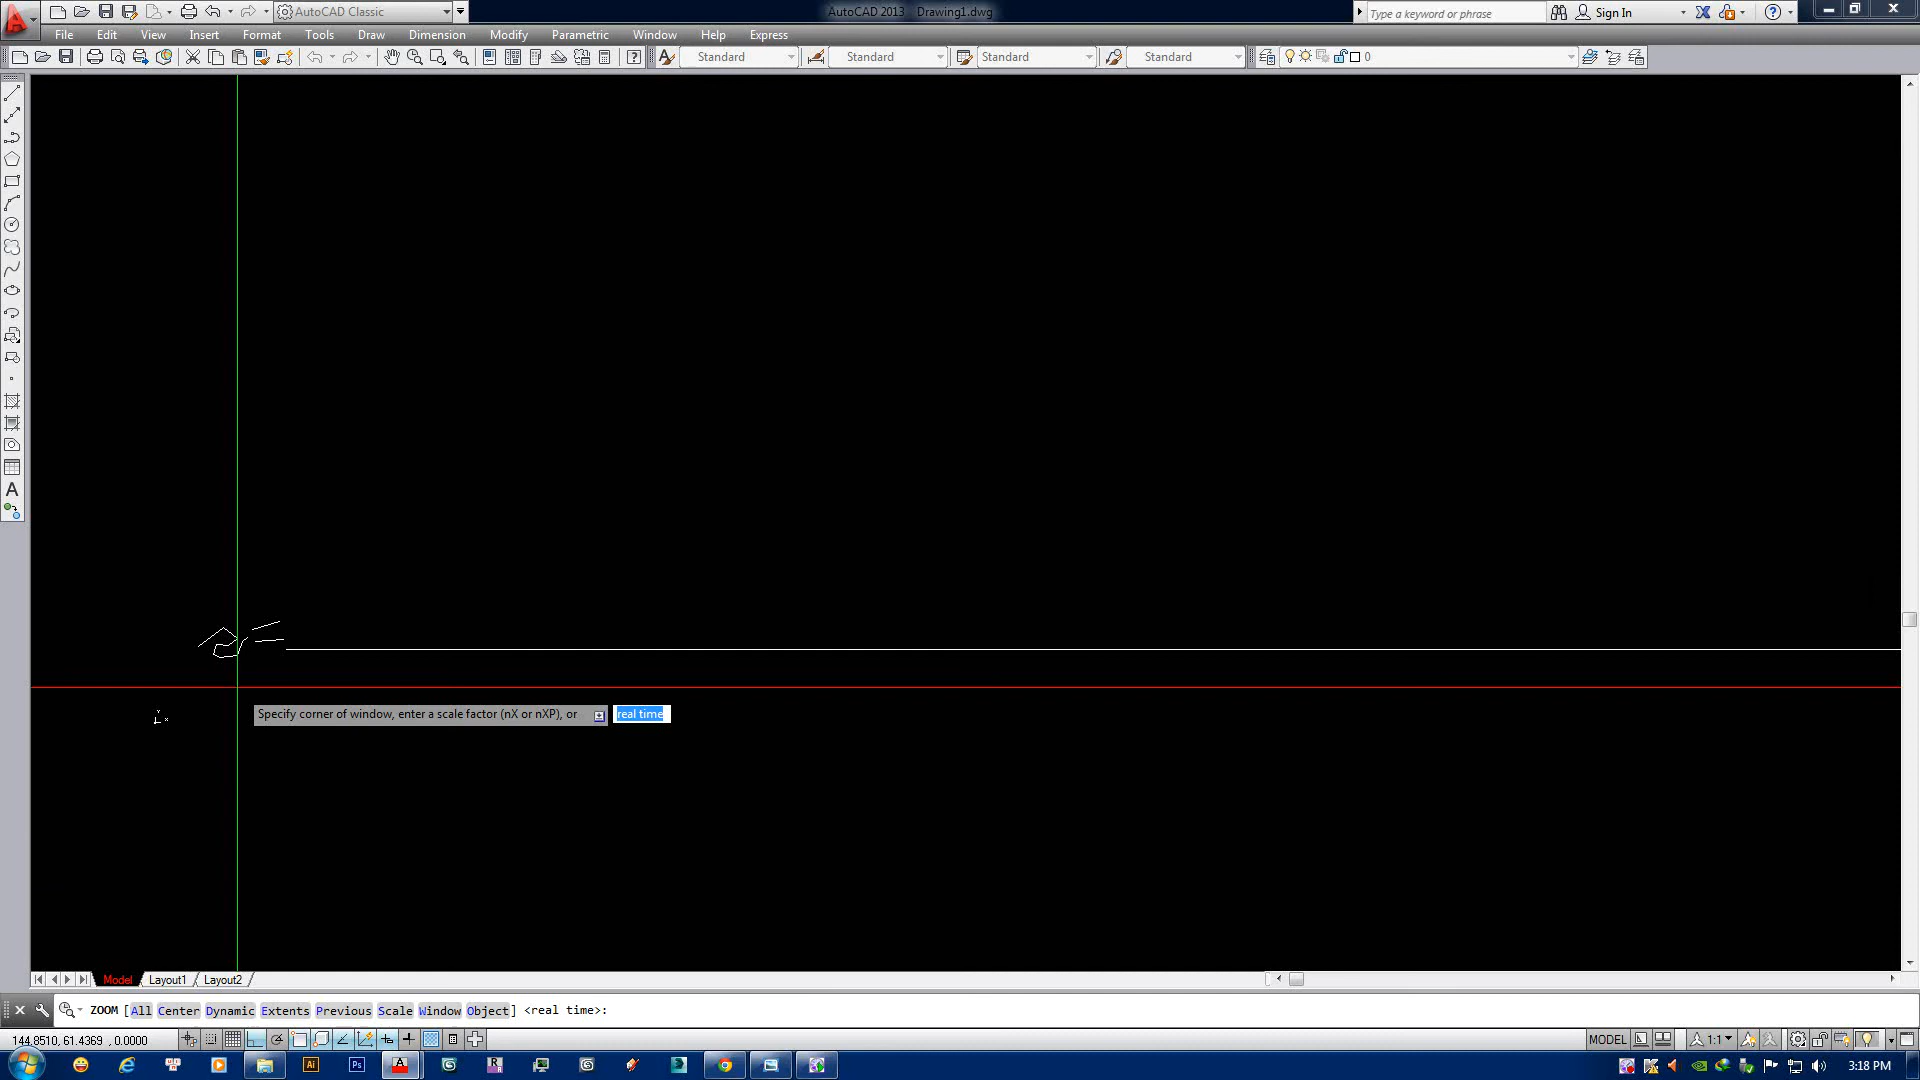 AutoCAD Classic
AutoCAD 2013 Drawing1.dwg
Type a keyword or phrase
Sign In
File Edit View Insert Format Tools Draw Dimension Modify Parametric Window Help Express
Standard Standard Standard Standard 0
Specify corner of window, enter a scale factor (nX or nXP), or real time
Model Layout1 Layout2
ZOOM [All Center Dynamic Extents Previous Scale Window Object] <real time>:
144.8510, 61.4369 , 0.0000 MODEL 1:1
Ai Ps 3:18 PM